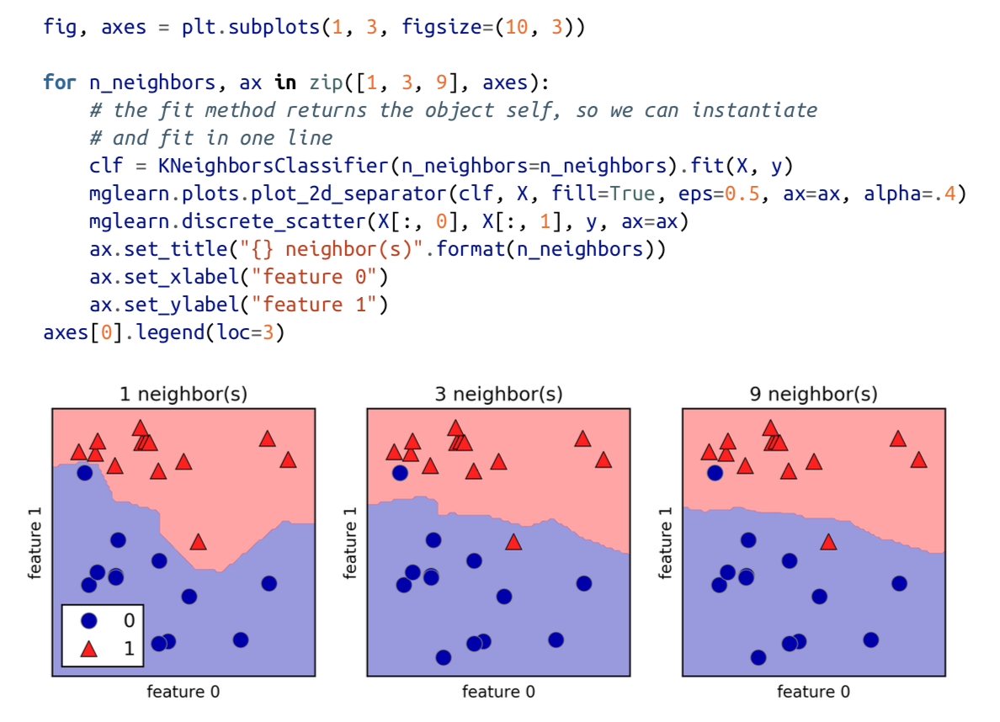 fig, axes = plt.subplots(1, 3, figsize=(10, 3))
for n_neighbors, ax in zip([1, 3, 9], axes):
    # the fit method returns the object self, so we can instantiate
    # and fit in one line
    clf = KNeighborsClassifier(n_neighbors=n_neighbors).fit(X, y)
    mglearn.plots.plot_2d_separator(clf, X, fill=True, eps=0.5, ax=ax, alpha=.4)
    mglearn.discrete_scatter(X[:, 0], X[:, 1], y, ax=ax)
    ax.set_title("{} neighbor(s)".format(n_neighbors))
    ax.set_xlabel("feature 0")
    ax.set_ylabel("feature 1")
axes[0].legend(loc=3)
1 neighbor(s)
feature 1
0
1
feature 0
3 neighbor(s)
feature 1
feature 0
9 neighbor(s)
feature 1
feature 0